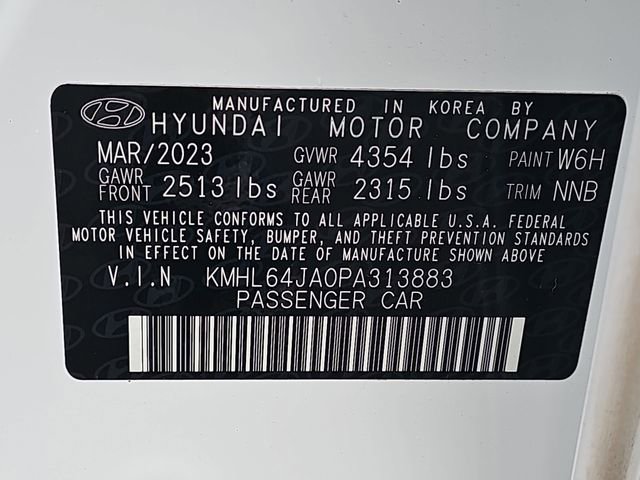 MANUFACTURED IN KOREA BY
HYUNDAI MOTOR COMPANY
MAR/2023 GVWR 4354 lbs PAINT W6H
GAWR FRONT 2513 lbs GAWR REAR 2315 lbs TRIM NNB
THIS VEHICLE CONFORMS TO ALL APPLICABLE U.S.A. FEDERAL
MOTOR VEHICLE SAFETY, BUMPER, AND THEFT PREVENTION STANDARDS
IN EFFECT ON THE DATE OF MANUFACTURE SHOWN ABOVE
V.I.N KMHL64JA0PA313883
PASSENGER CAR